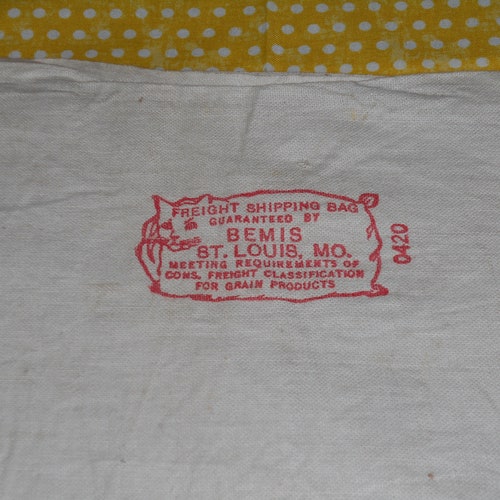 FREIGHT SHIPPING BAG
GUARANTEED BY
BEMIS
ST. LOUIS, MO.
MEETING REQUIREMENTS OF
CONS. FREIGHT CLASSIFICATION
FOR GRAIN PRODUCTS
0420